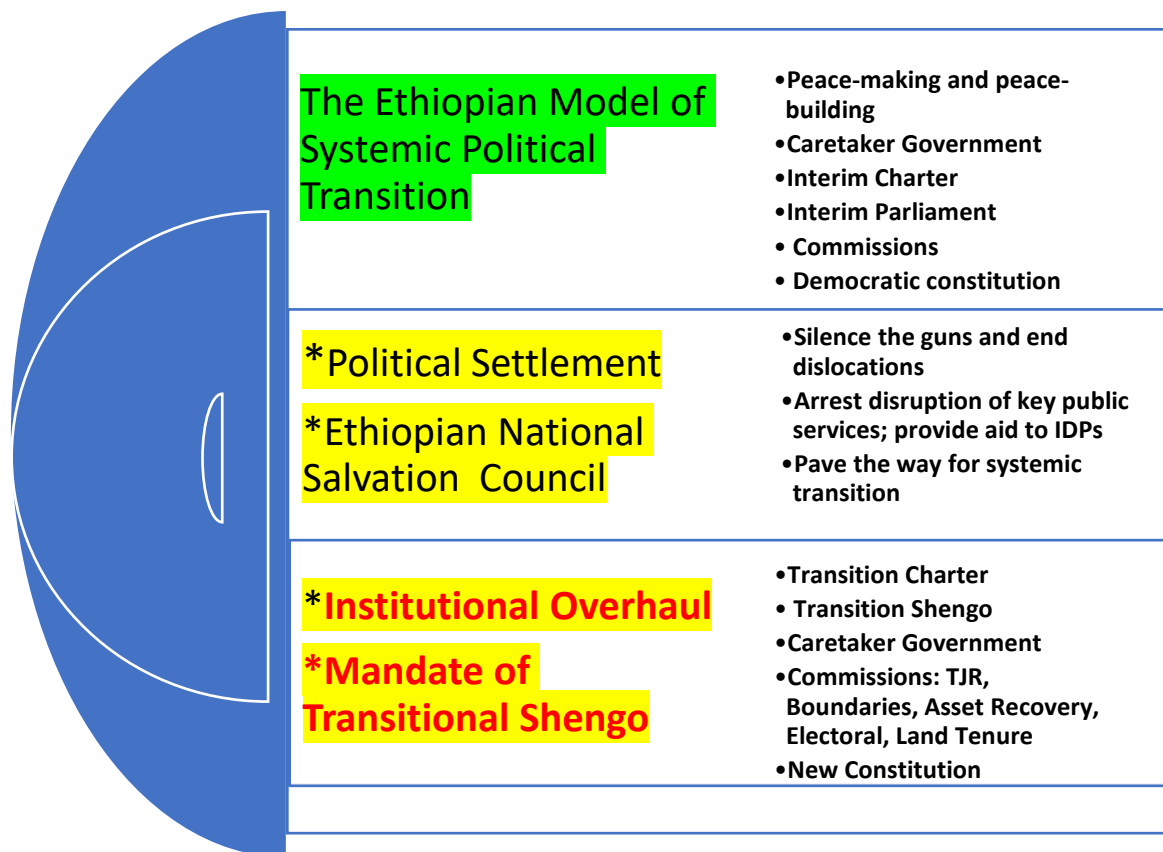 The Ethiopian Model of
Systemic Political
Transition
•Peace-making and peace-
building
•Caretaker Government
•Interim Charter
•Interim Parliament
• Commissions
• Democratic constitution
*Political Settlement
*Ethiopian National
Salvation  Council
•Silence the guns and end
dislocations
•Arrest disruption of key public
services; provide aid to IDPs
•Pave the way for systemic
transition
*Institutional Overhaul
*Mandate of
Transitional Shengo
•Transition Charter
• Transition Shengo
•Caretaker Government
•Commissions: TJR,
Boundaries, Asset Recovery,
Electoral, Land Tenure
•New Constitution